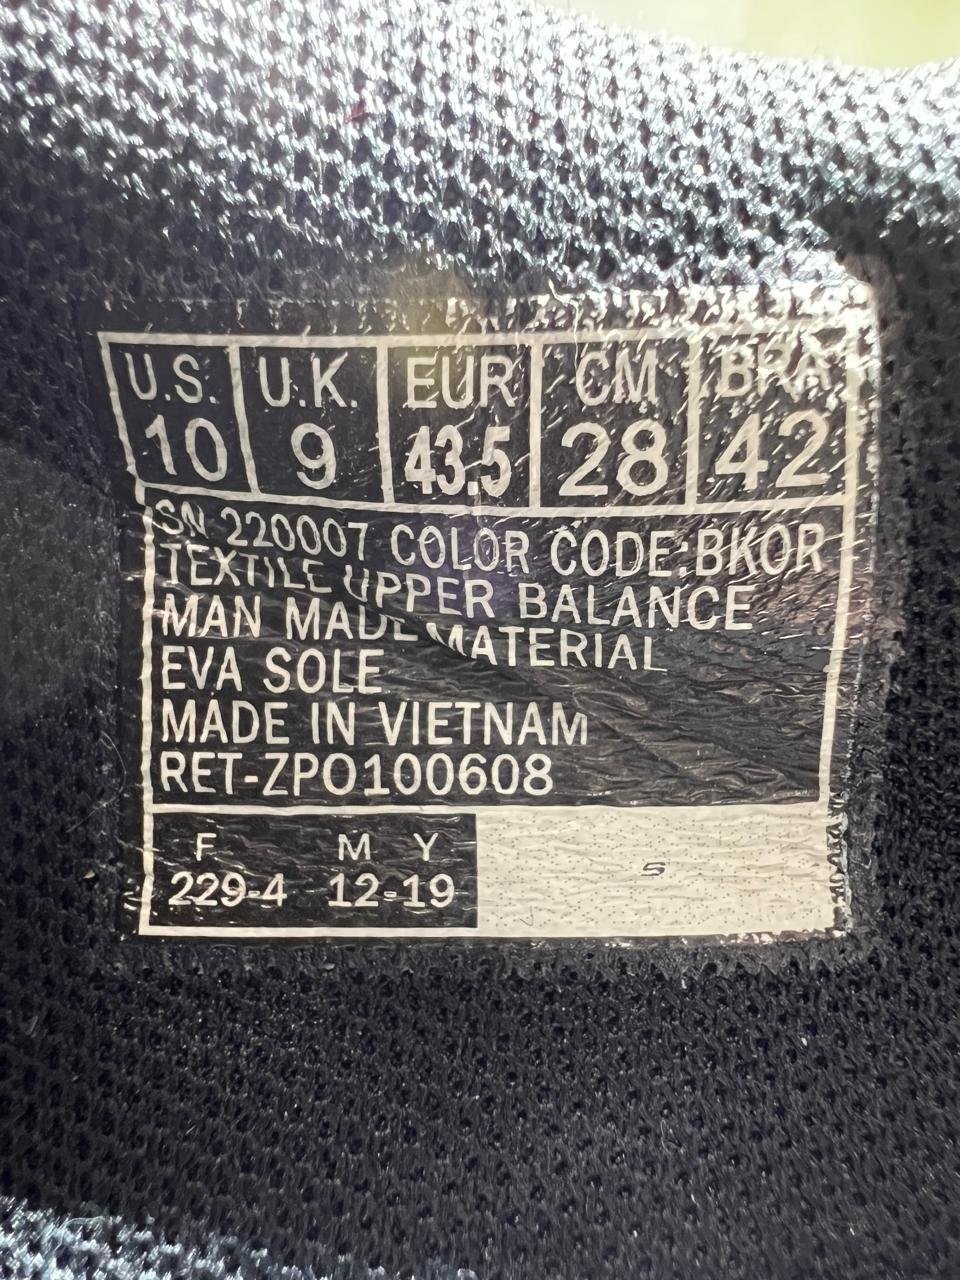 U.S. U.K. EUR CM BRA
10 9 43.5 28 42
SN 220007 COLOR CODE:BKOR
TEXTILE UPPER BALANCE
MAN MADE MATERIAL
EVA SOLE
MADE IN VIETNAM
RET-ZPO100608
F M Y
229-4 12-19
5